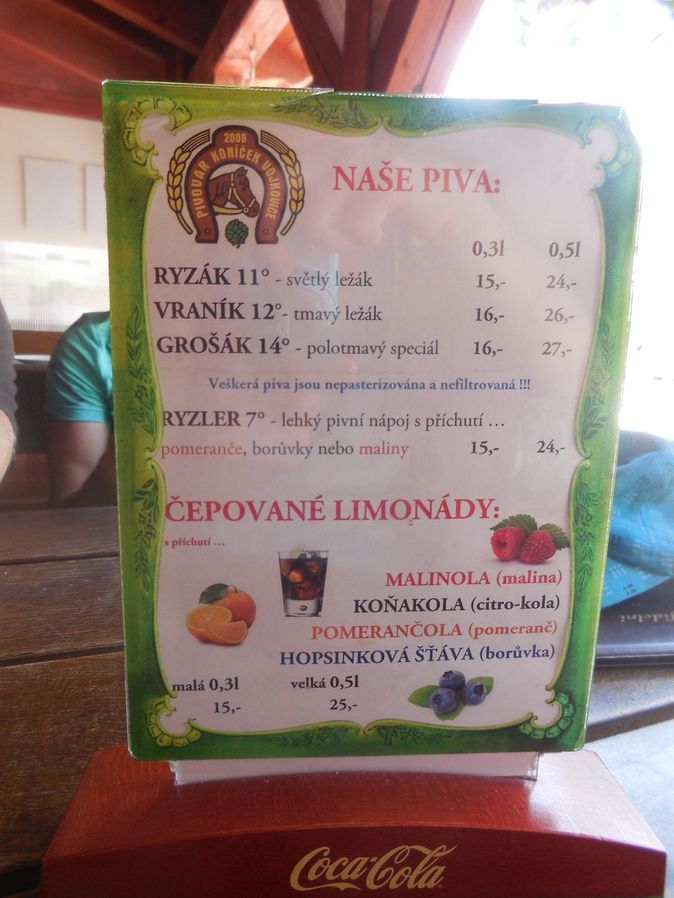 2006
PIVOVAR KONÍČEK VOJKOVICE
NAŠE PIVA:
0,3l 0,5l
RYZÁK 11° - světlý ležák 15,- 24,-
VRANÍK 12°- tmavý ležák 16,- 26,-
GROŠÁK 14° - polotmavý speciál 16,- 27,-
Veškerá piva jsou nepasterizována a nefiltrovaná !!!
RYZLER 7° - lehký pivní nápoj s příchutí ...
pomeranče, borůvky nebo maliny 15,- 24,-
ČEPOVANÉ LIMONÁDY:
s příchutí ...
MALINOLA (malina)
KOŇAKOLA (citro-kola)
POMERANČOLA (pomeranč)
HOPSINKOVÁ ŠŤÁVA (borůvka)
malá 0,3l velká 0,5l
15,- 25,-
Coca-Cola